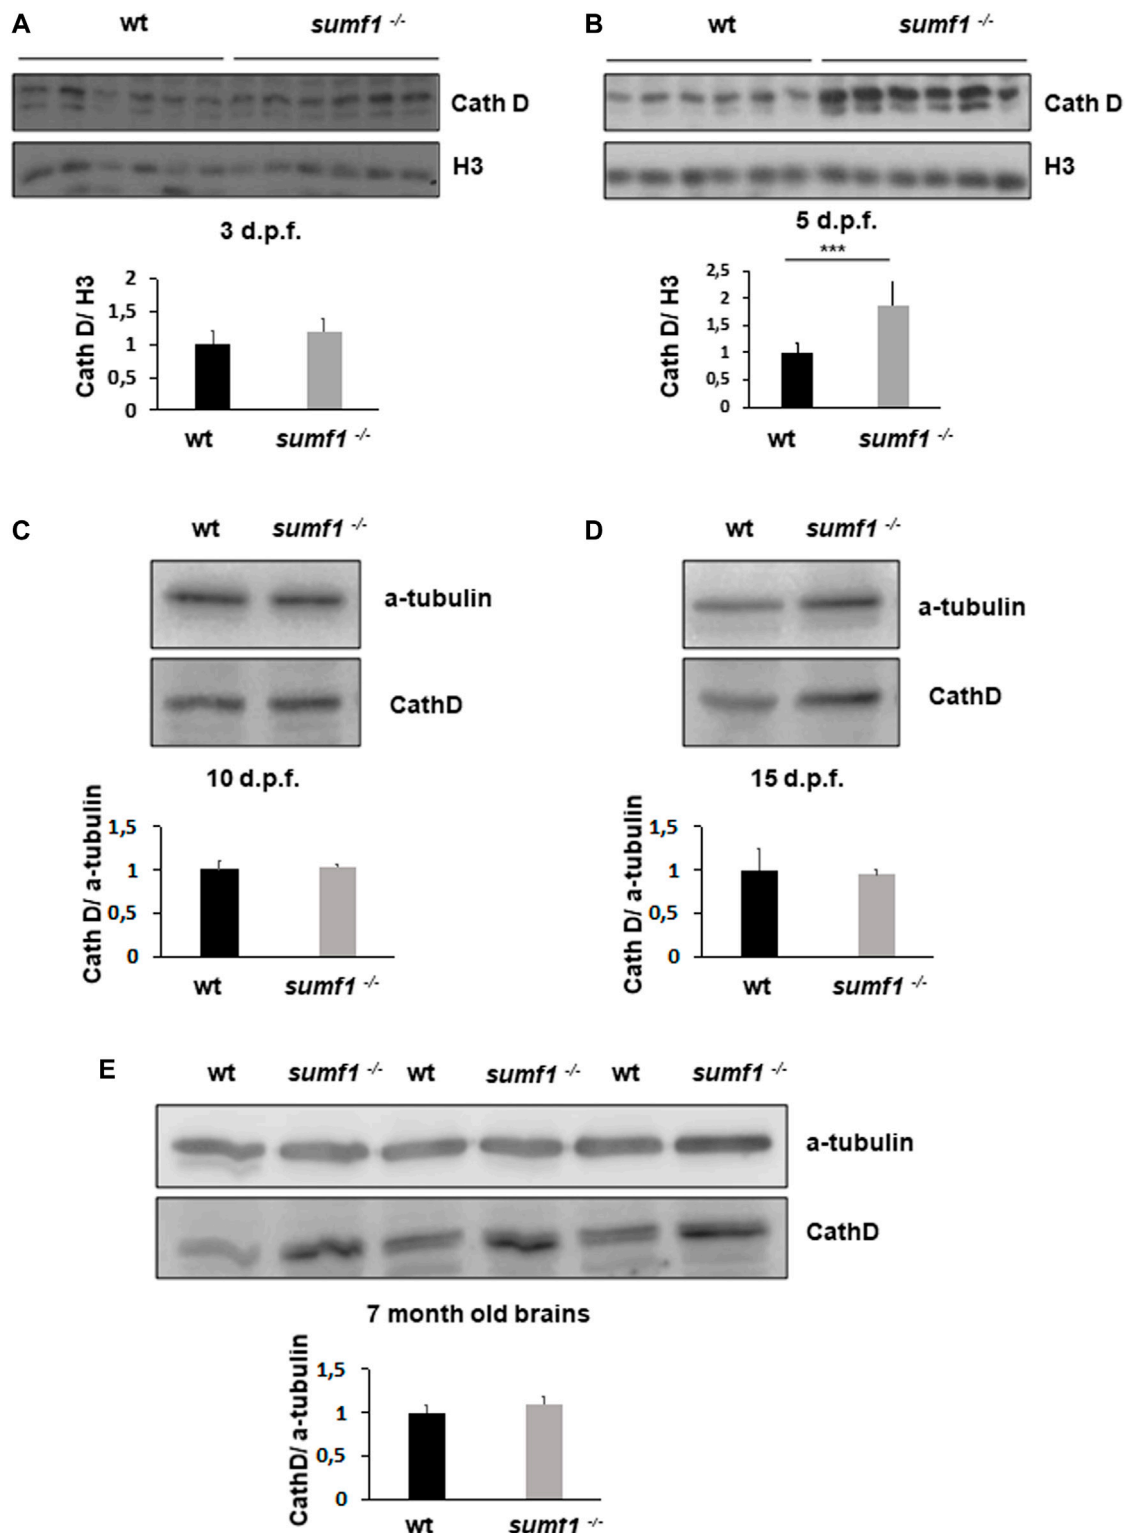 A
wt sumf1 -/-
Cath D
H3
3 d.p.f.
Cath D/ H3
2
1,5
1
0,5
0
wt sumf1 -/-
B
wt sumf1 -/-
Cath D
H3
5 d.p.f.
***
Cath D/ H3
2,5
2
1,5
1
0,5
0
wt sumf1 -/-
C
wt sumf1 -/-
a-tubulin
CathD
10 d.p.f.
Cath D/ a-tubulin
1,5
1
0,5
0
wt sumf1 -/-
D
wt sumf1 -/-
a-tubulin
CathD
15 d.p.f.
Cath D/ a-tubulin
1,5
1
0,5
0
wt sumf1 -/-
E
wt sumf1 -/- wt sumf1 -/- wt sumf1 -/-
a-tubulin
CathD
7 month old brains
CathD/ a-tubulin
1,5
1
0,5
0
wt sumf1 -/-